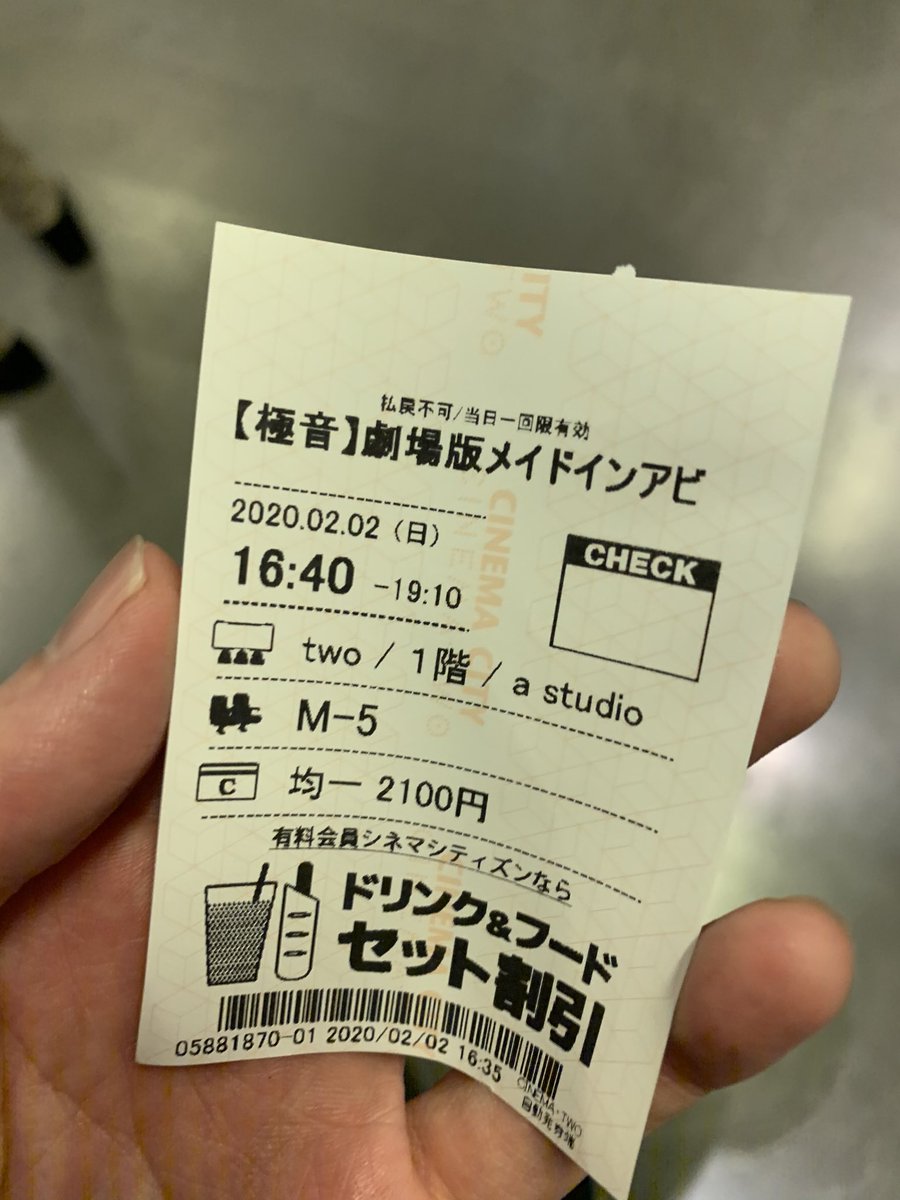 払戻不可/当日一回限有効
【極音】劇場版メイドインアビ
2020.02.02（日）
16:40 -19:10
CHECK
two / 1階 / a studio
M-5
C
均一 2100円
有料会員シネマシティズンなら
ドリンク&フード
セット割引
05881870-01 2020/02/02 16:35
CINEMA・TWO
CINEMA CITY